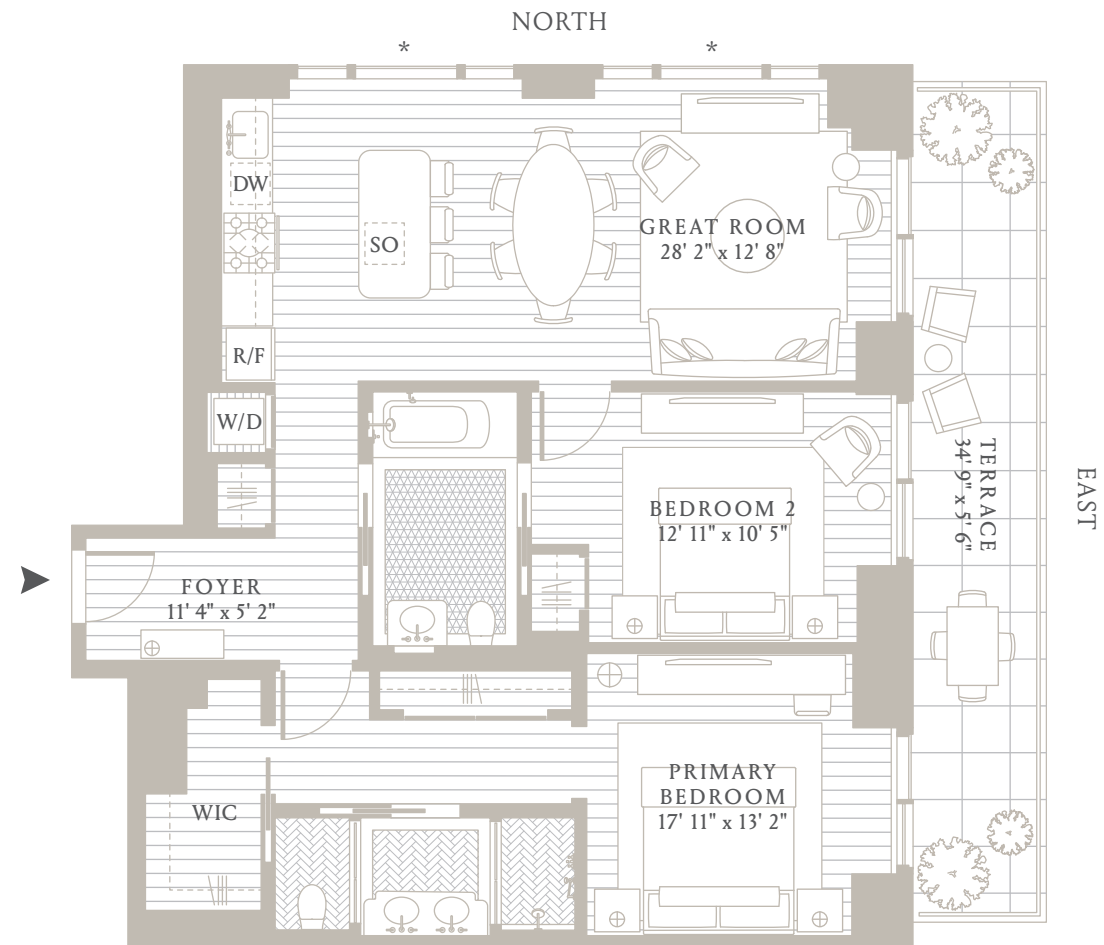 NORTH
*
*
DW
SO
GREAT ROOM
28' 2" x 12' 8"
R/F
W/D
TERRACE
34' 9" x 5' 6"
EAST
BEDROOM 2
12' 11" x 10' 5"
FOYER
11' 4" x 5' 2"
PRIMARY
BEDROOM
17' 11" x 13' 2"
WIC